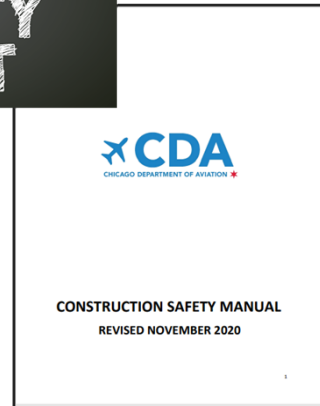 CDA
CHICAGO DEPARTMENT OF AVIATION
CONSTRUCTION SAFETY MANUAL
REVISED NOVEMBER 2020
1